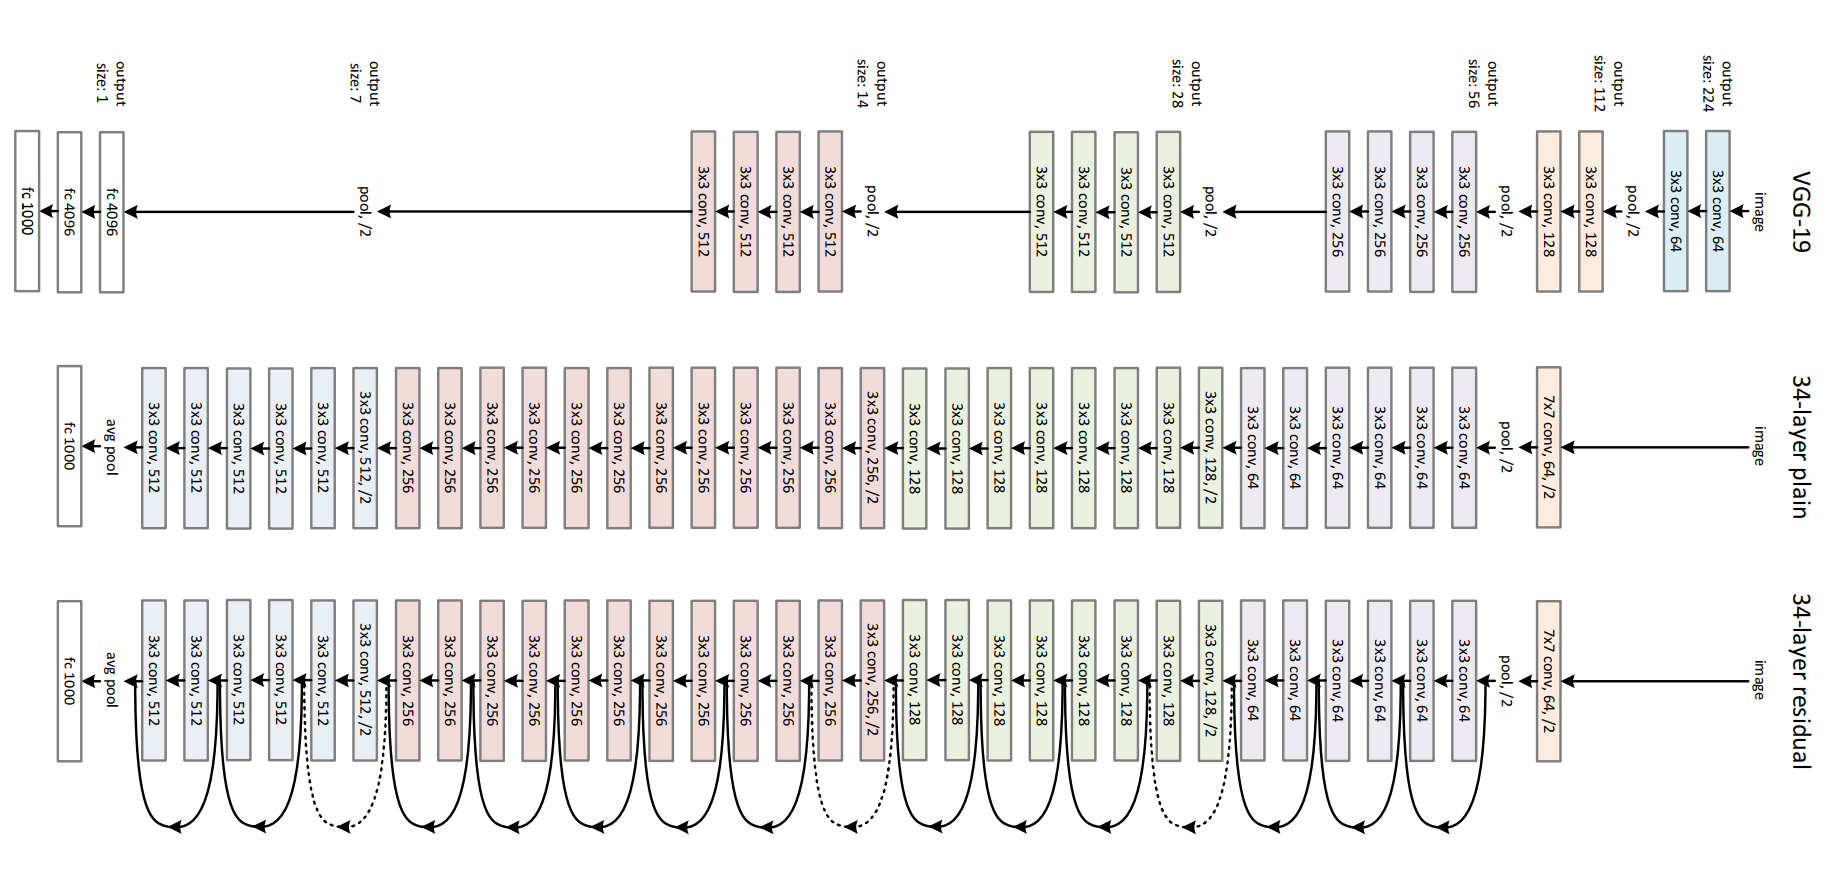 output
size: 224
output
size: 112
output
size: 56
output
size: 28
output
size: 14
output
size: 7
output
size: 1
VGG-19
image
3x3 conv, 64
3x3 conv, 64
pool, /2
3x3 conv, 128
3x3 conv, 128
pool, /2
3x3 conv, 256
3x3 conv, 256
3x3 conv, 256
3x3 conv, 256
pool, /2
3x3 conv, 512
3x3 conv, 512
3x3 conv, 512
3x3 conv, 512
pool, /2
3x3 conv, 512
3x3 conv, 512
3x3 conv, 512
3x3 conv, 512
pool, /2
fc 4096
fc 4096
fc 1000
34-layer plain
image
7x7 conv, 64, /2
pool, /2
3x3 conv, 64
3x3 conv, 64
3x3 conv, 64
3x3 conv, 64
3x3 conv, 64
3x3 conv, 64
3x3 conv, 128, /2
3x3 conv, 128
3x3 conv, 128
3x3 conv, 128
3x3 conv, 128
3x3 conv, 128
3x3 conv, 128
3x3 conv, 128
3x3 conv, 256, /2
3x3 conv, 256
3x3 conv, 256
3x3 conv, 256
3x3 conv, 256
3x3 conv, 256
3x3 conv, 256
3x3 conv, 256
3x3 conv, 256
3x3 conv, 256
3x3 conv, 256
3x3 conv, 256
3x3 conv, 512, /2
3x3 conv, 512
3x3 conv, 512
3x3 conv, 512
3x3 conv, 512
3x3 conv, 512
avg pool
fc 1000
34-layer residual
image
7x7 conv, 64, /2
pool, /2
3x3 conv, 64
3x3 conv, 64
3x3 conv, 64
3x3 conv, 64
3x3 conv, 64
3x3 conv, 64
3x3 conv, 128, /2
3x3 conv, 128
3x3 conv, 128
3x3 conv, 128
3x3 conv, 128
3x3 conv, 128
3x3 conv, 128
3x3 conv, 128
3x3 conv, 256, /2
3x3 conv, 256
3x3 conv, 256
3x3 conv, 256
3x3 conv, 256
3x3 conv, 256
3x3 conv, 256
3x3 conv, 256
3x3 conv, 256
3x3 conv, 256
3x3 conv, 256
3x3 conv, 256
3x3 conv, 512, /2
3x3 conv, 512
3x3 conv, 512
3x3 conv, 512
3x3 conv, 512
3x3 conv, 512
avg pool
fc 1000